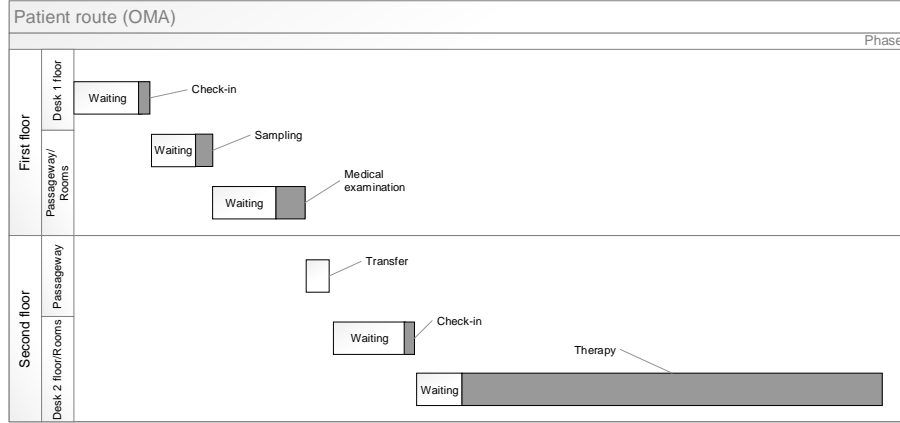 Patient route (OMA)
Phase
First floor
Desk 1 floor
Waiting
Check-in
Passageway/
Rooms
Waiting
Sampling
Waiting
Medical
examination
Second floor
Passageway
Transfer
Desk 2 floor/Rooms
Waiting
Check-in
Therapy
Waiting